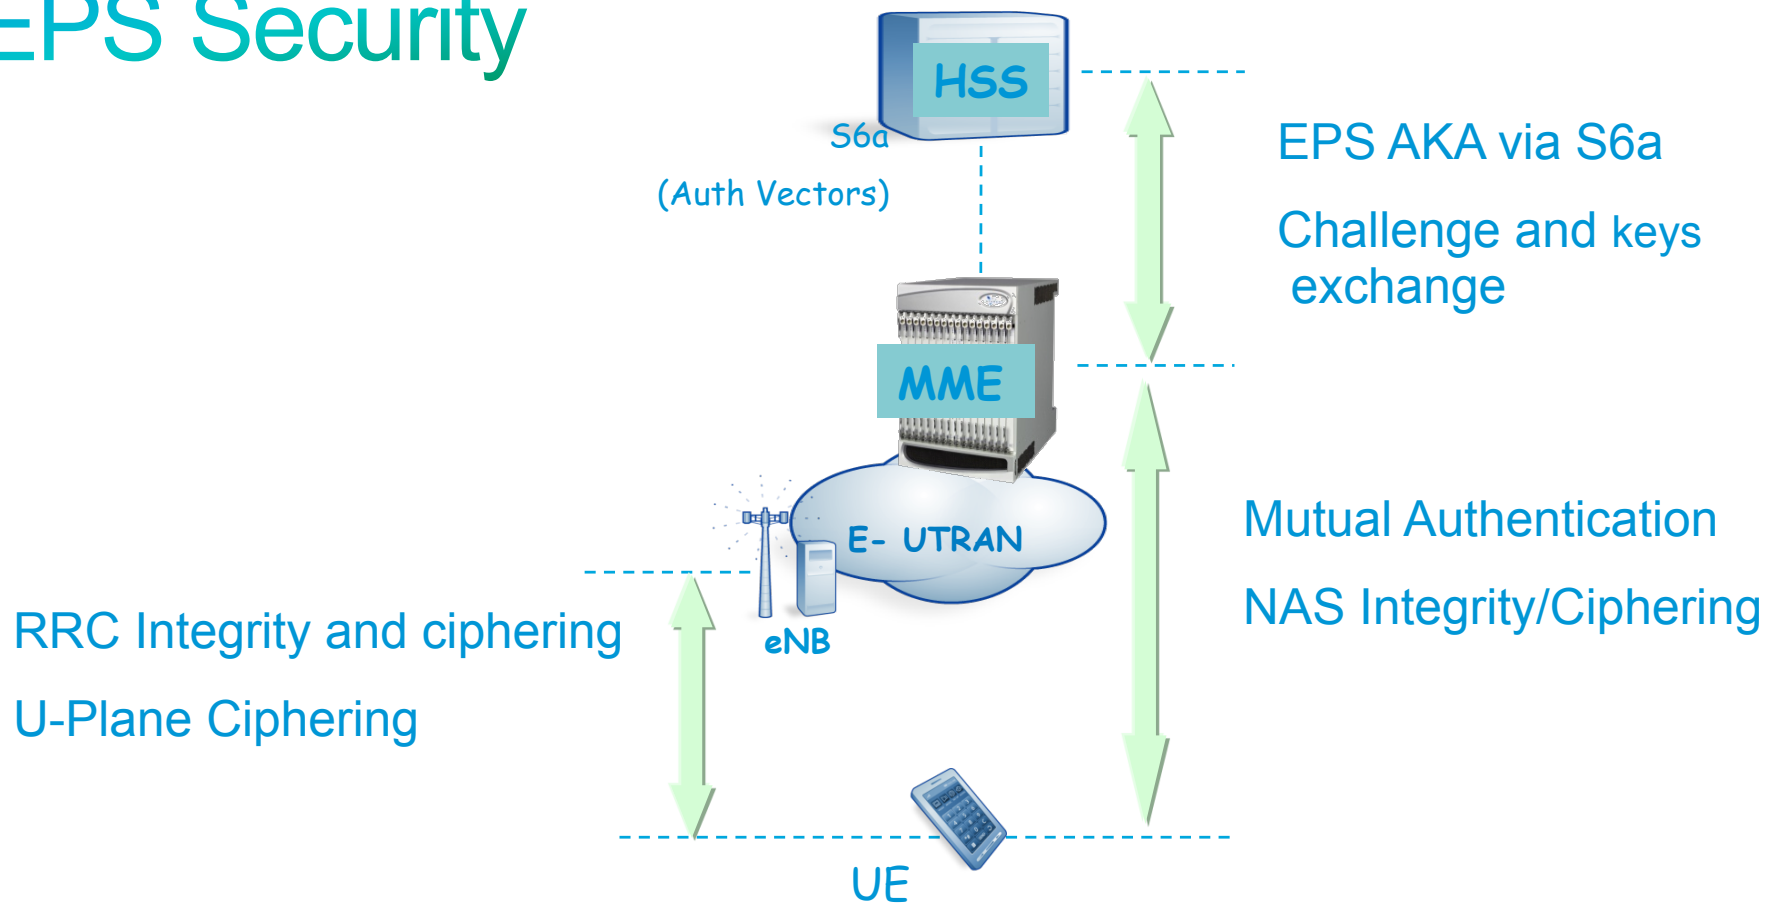 EPS Security
HSS
S6a
(Auth Vectors)
EPS AKA via S6a
Challenge and keys
exchange
MME
E- UTRAN
eNB
Mutual Authentication
NAS Integrity/Ciphering
RRC Integrity and ciphering
U-Plane Ciphering
UE